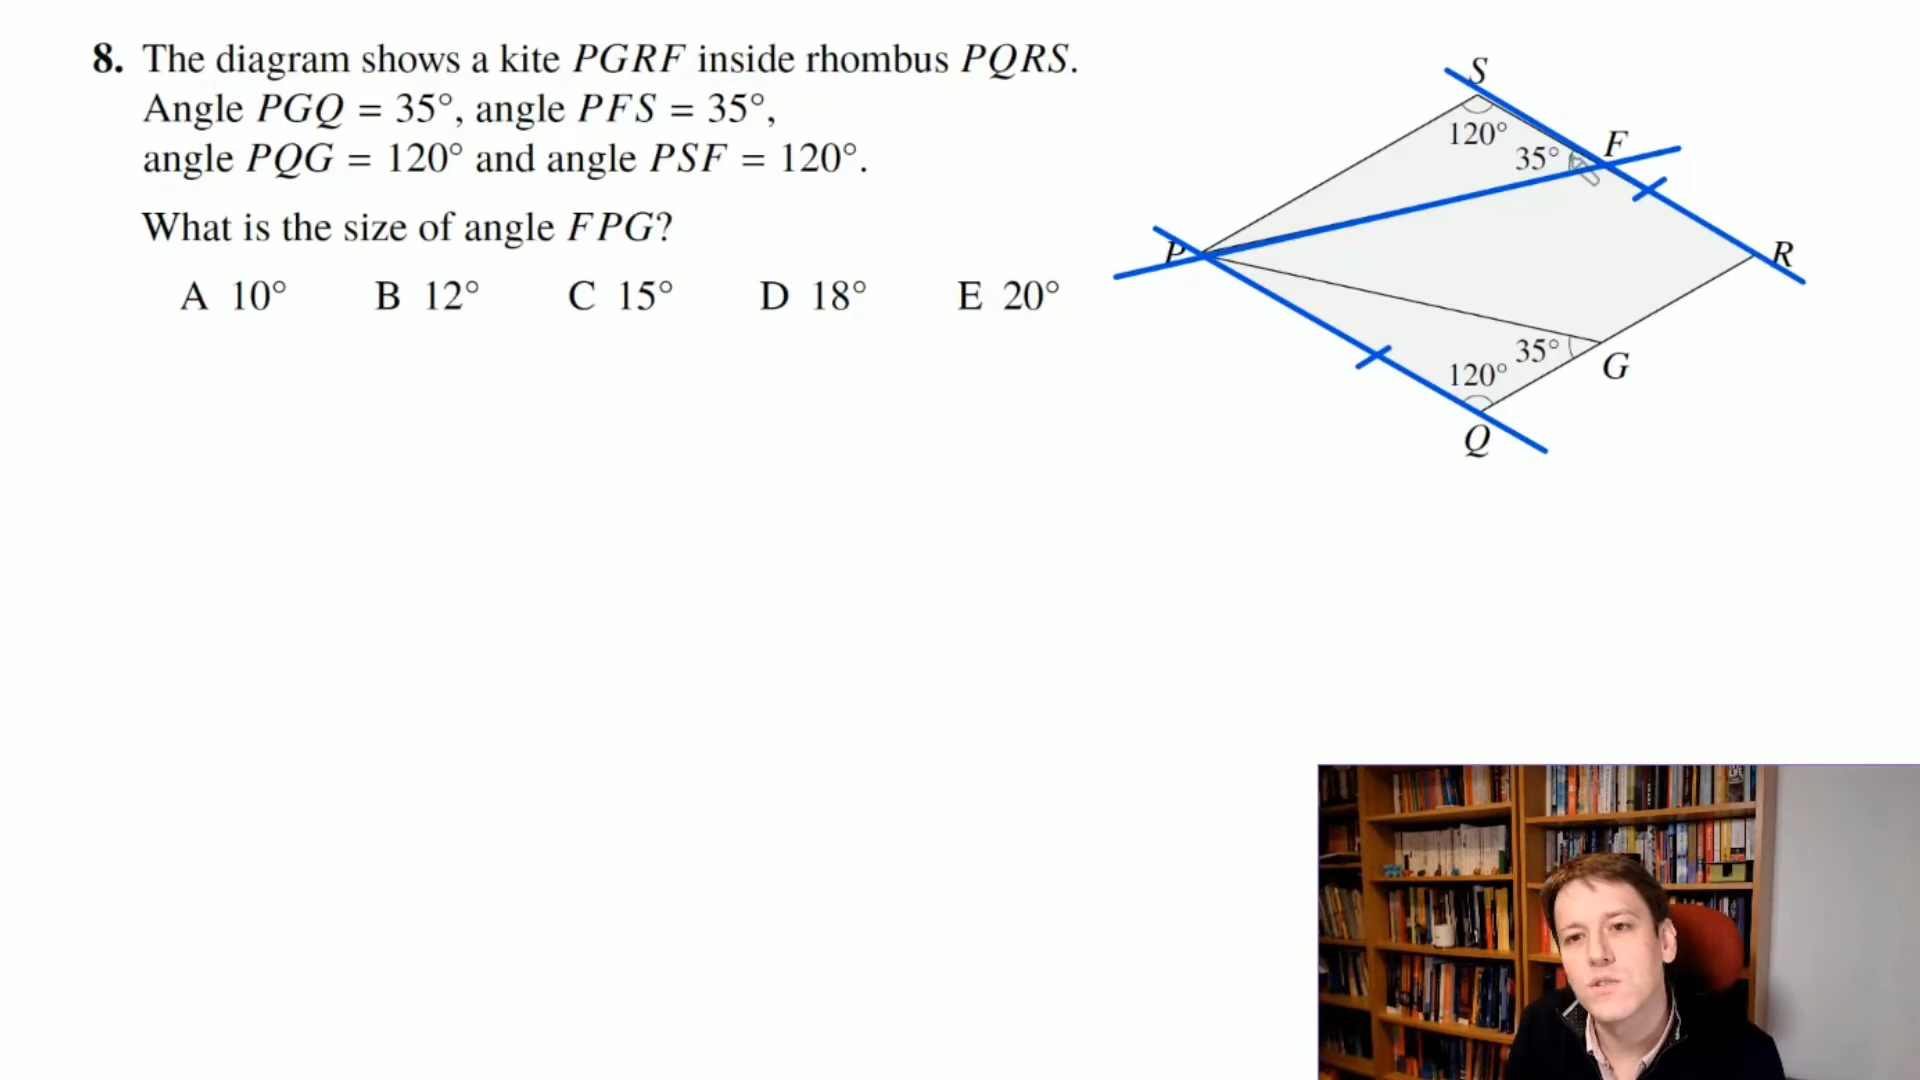 8. The diagram shows a kite PGRF inside rhombus PQRS.
Angle PGQ = 35°, angle PFS = 35°,
angle PQG = 120° and angle PSF = 120°.
What is the size of angle FPG?
A 10° B 12° C 15° D 18° E 20°
S
120°
F
35°
P
R
35°
G
120°
Q